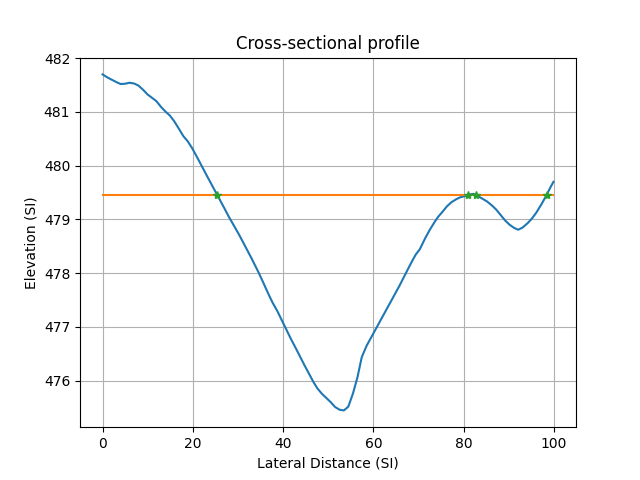 Cross-sectional profile
482
481
480
479
478
477
476
Elevation (SI)
0 20 40 60 80 100
Lateral Distance (SI)